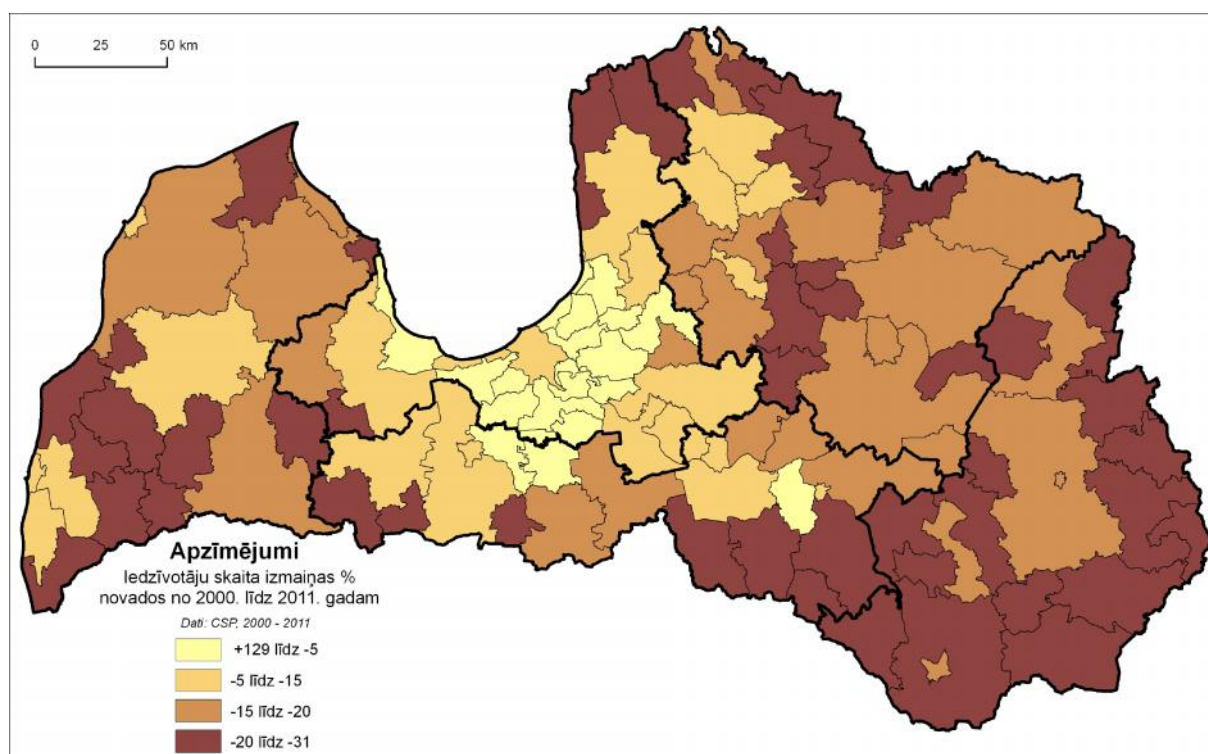 0 25 50 km
Apzīmējumi
Iedzīvotāju skaita izmaiņas %
novados no 2000. līdz 2011. gadam
Dati: CSP, 2000 - 2011
+129 līdz -5
-5 līdz -15
-15 līdz -20
-20 līdz -31